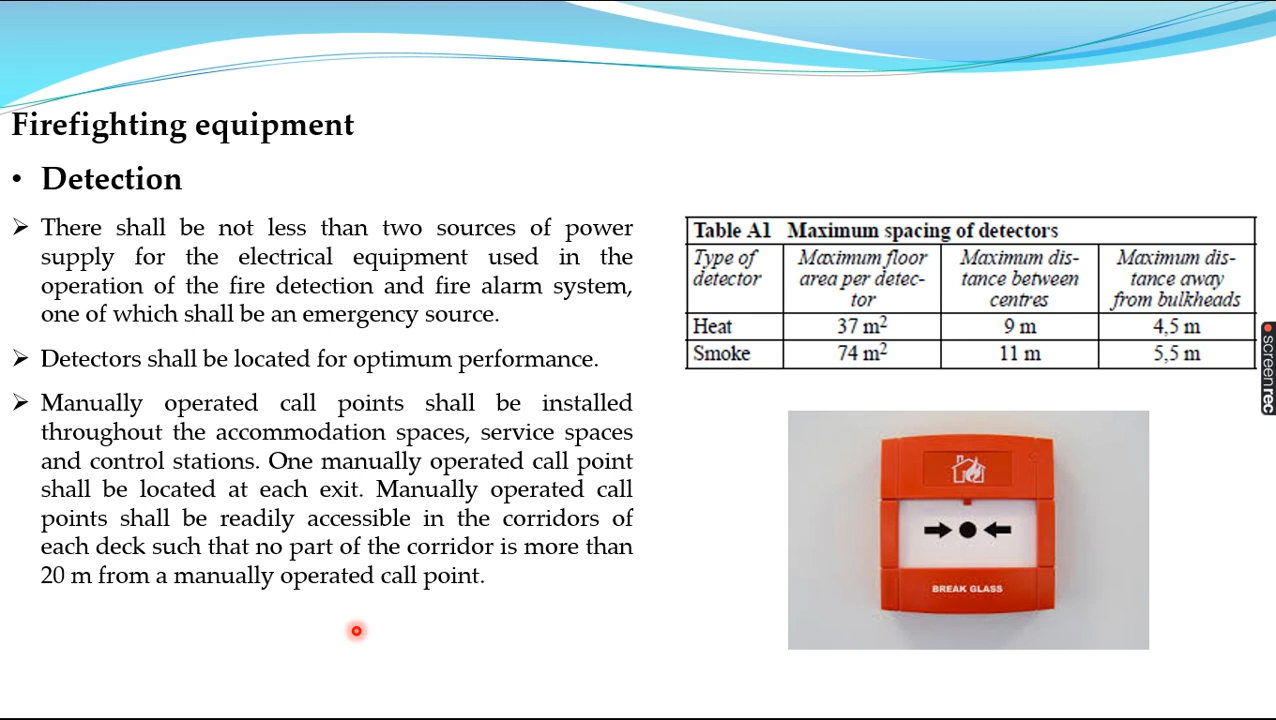 Firefighting equipment
• Detection
➢ There shall be not less than two sources of power
supply for the electrical equipment used in the
operation of the fire detection and fire alarm system,
one of which shall be an emergency source.
➢ Detectors shall be located for optimum performance.
➢ Manually operated call points shall be installed
throughout the accommodation spaces, service spaces
and control stations. One manually operated call point
shall be located at each exit. Manually operated call
points shall be readily accessible in the corridors of
each deck such that no part of the corridor is more than
20 m from a manually operated call point.
Table A1 Maximum spacing of detectors
Type of detector
Maximum floor area per detec-tor
Maximum dis-tance between centres
Maximum dis-tance away from bulkheads
Heat 37 m² 9 m 4,5 m
Smoke 74 m² 11 m 5,5 m
BREAK GLASS
screenrec